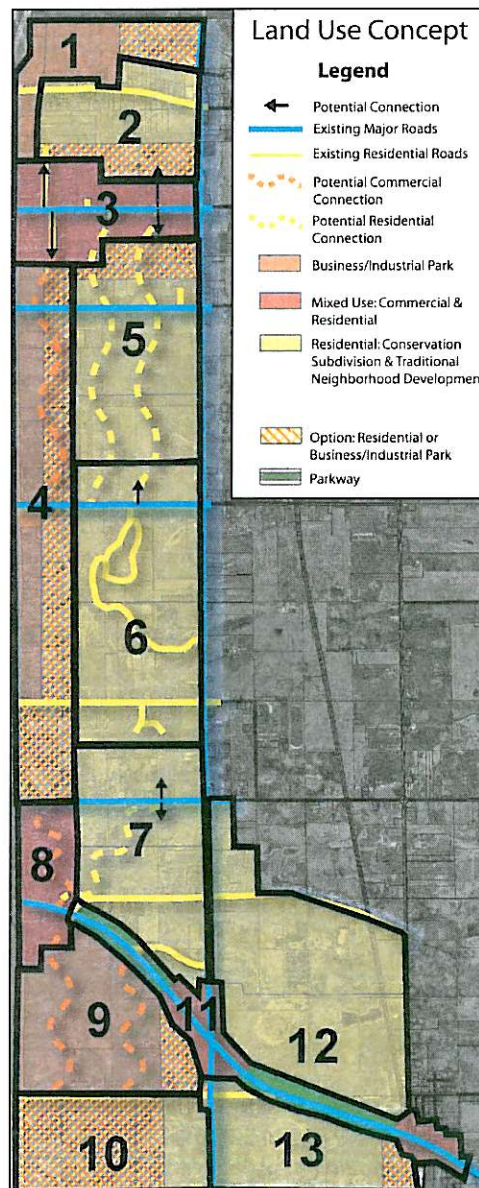 Land Use Concept
Legend
Potential Connection
Existing Major Roads
Existing Residential Roads
Potential Commercial
Connection
Potential Residential
Connection
Business/Industrial Park
Mixed Use: Commercial &
Residential
Residential: Conservation
Subdivision & Traditional
Neighborhood Developmen
Option: Residential or
Business/Industrial Park
Parkway
1
2
3
5
4
6
7
8
11
9
12
10
13